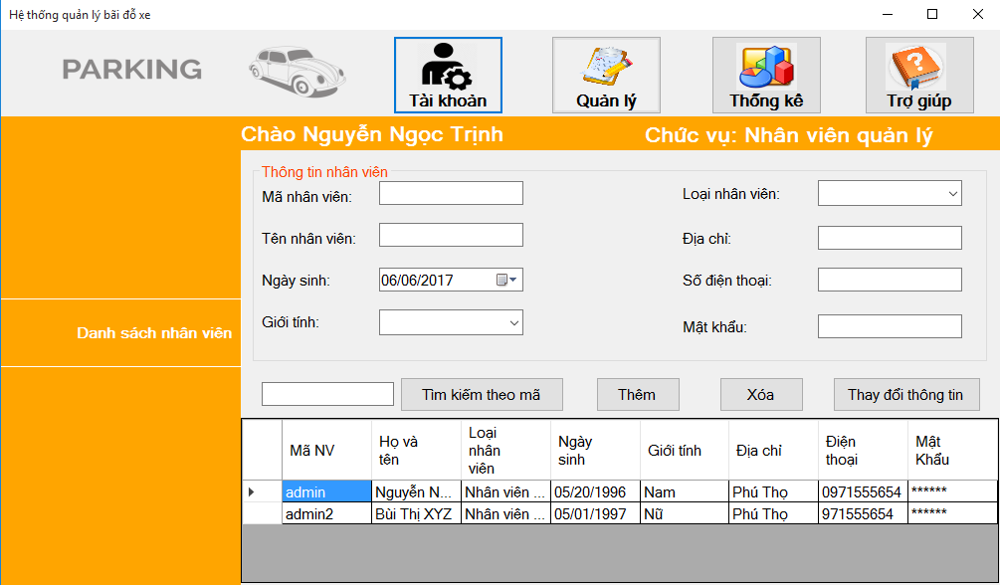 Hệ thống quản lý bãi đỗ xe
PARKING
Tài khoản
Quản lý
Thống kê
Trợ giúp
Chào Nguyễn Ngọc Trịnh
Chức vụ: Nhân viên quản lý
Danh sách nhân viên
Thông tin nhân viên
Mã nhân viên:
Loại nhân viên:
Tên nhân viên:
Địa chỉ:
Ngày sinh:
06/06/2017
Số điện thoại:
Giới tính:
Mật khẩu:
Tìm kiếm theo mã
Thêm
Xóa
Thay đổi thông tin
Mã NV
Họ và
tên
Loại
nhân
viên
Ngày
sinh
Giới tính
Địa chỉ
Điện
thoại
Mật
Khẩu
admin Nguyễn N... Nhân viên ... 05/20/1996 Nam Phú Thọ 0971555654 ******
admin2 Bùi Thị XYZ Nhân viên ... 05/01/1997 Nữ Phú Thọ 971555654 ******